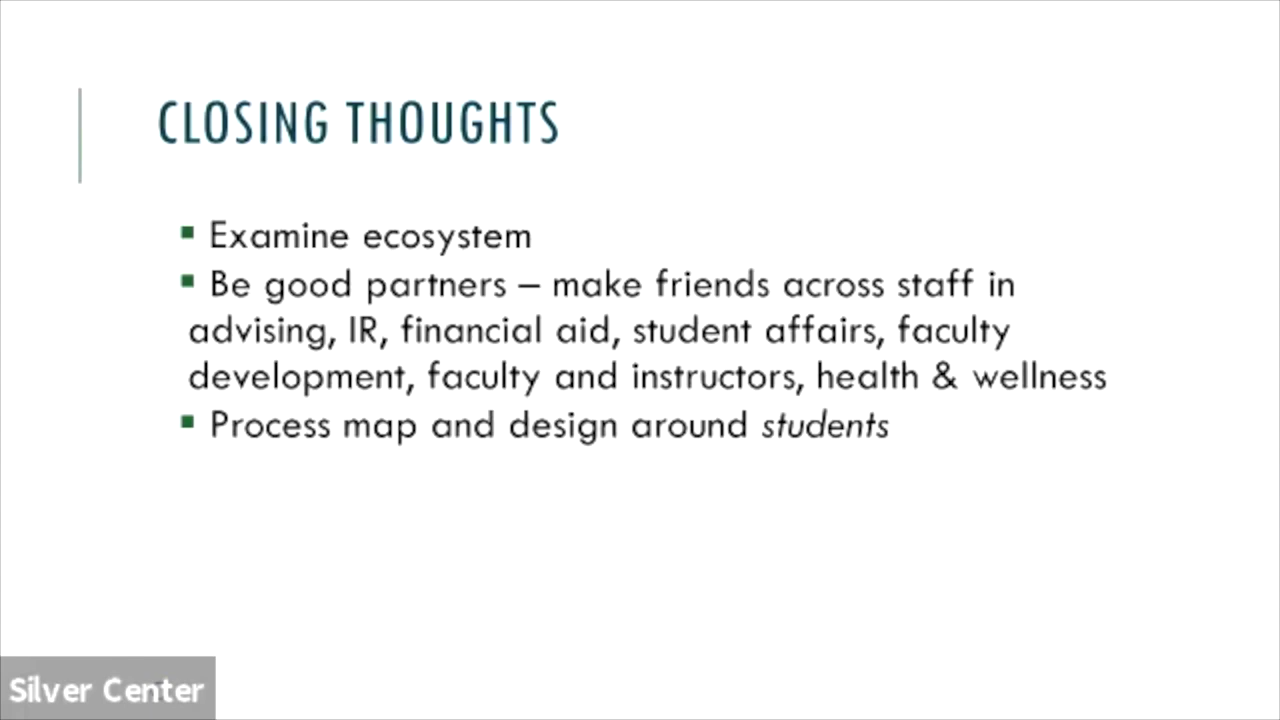 CLOSING THOUGHTS
▪ Examine ecosystem
▪ Be good partners – make friends across staff in
advising, IR, financial aid, student affairs, faculty
development, faculty and instructors, health & wellness
▪ Process map and design around students
Silver Center